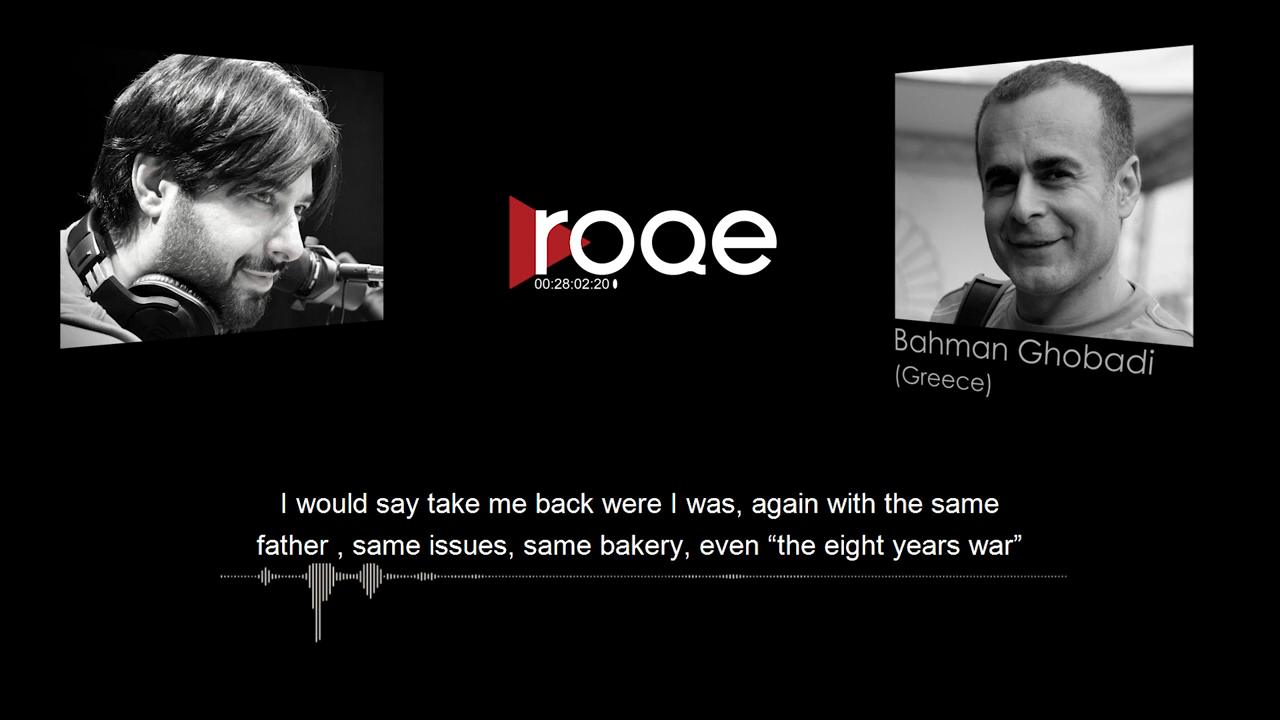 roqe
00:28:02:20
Bahman Ghobadi
(Greece)
I would say take me back were I was, again with the same
father , same issues, same bakery, even “the eight years war”